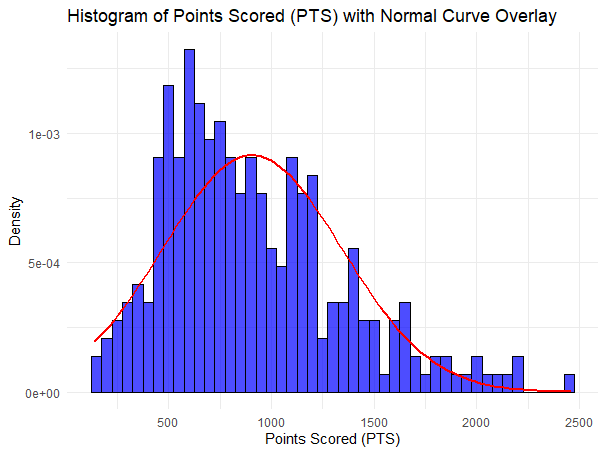 Histogram of Points Scored (PTS) with Normal Curve Overlay
Density
1e-03
5e-04
0e+00
500 1000 1500 2000 2500
Points Scored (PTS)